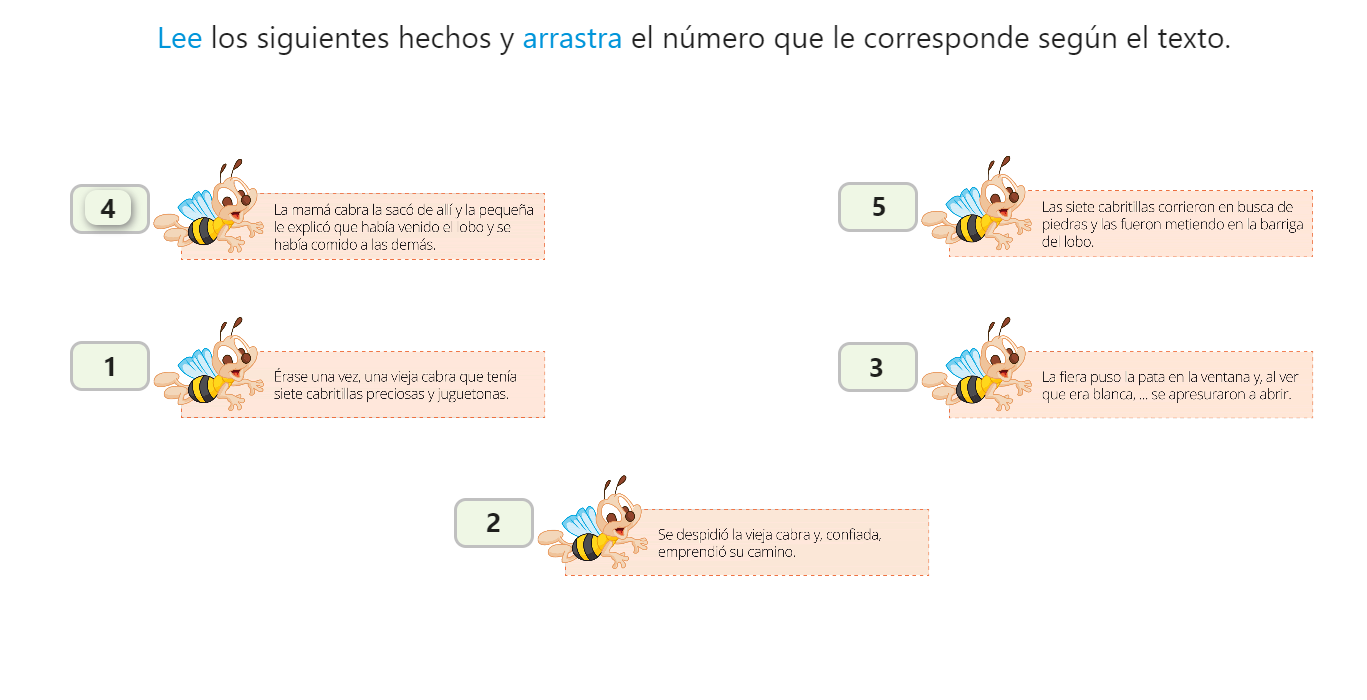 Lee los siguientes hechos y arrastra el número que le corresponde según el texto.
4
La mamá cabra la sacó de allí y la pequeña
le explicó que había venido el lobo y se
había comido a las demás.
5
Las siete cabritillas corrieron en busca de
piedras y las fueron metiendo en la barriga
del lobo.
1
Érase una vez, una vieja cabra que tenía
siete cabritillas preciosas y juguetonas.
3
La fiera puso la pata en la ventana y, al ver
que era blanca, ... se apresuraron a abrir.
2
Se despidió la vieja cabra y, confiada,
emprendió su camino.